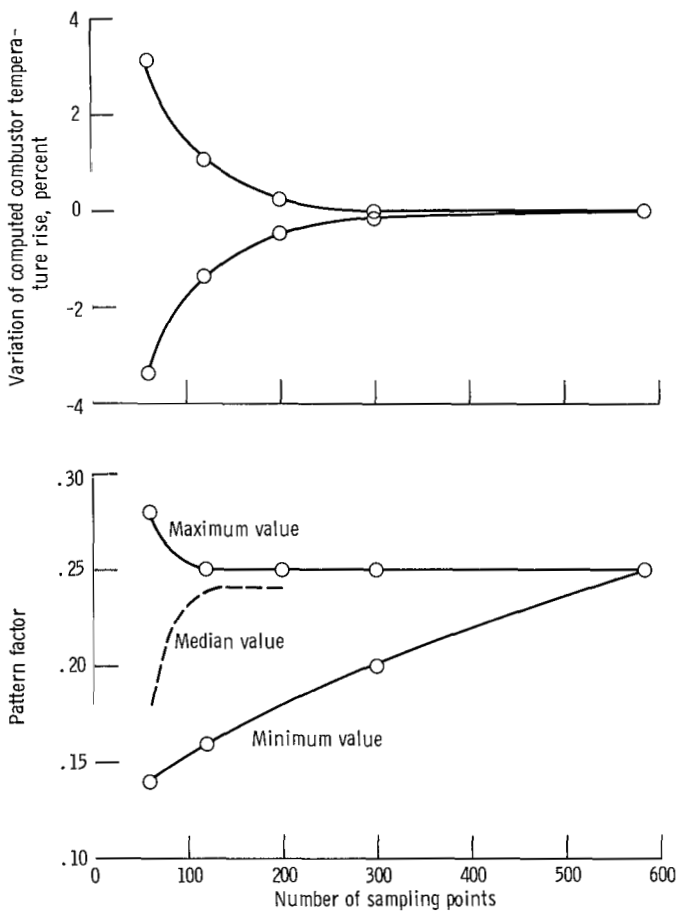 Variation of computed combustor tempera-
ture rise, percent
4
2
0
-2
-4
Pattern factor
.30
.25
.20
.15
.10
Maximum value
Median value
Minimum value
0 100 200 300 400 500 600
Number of sampling points